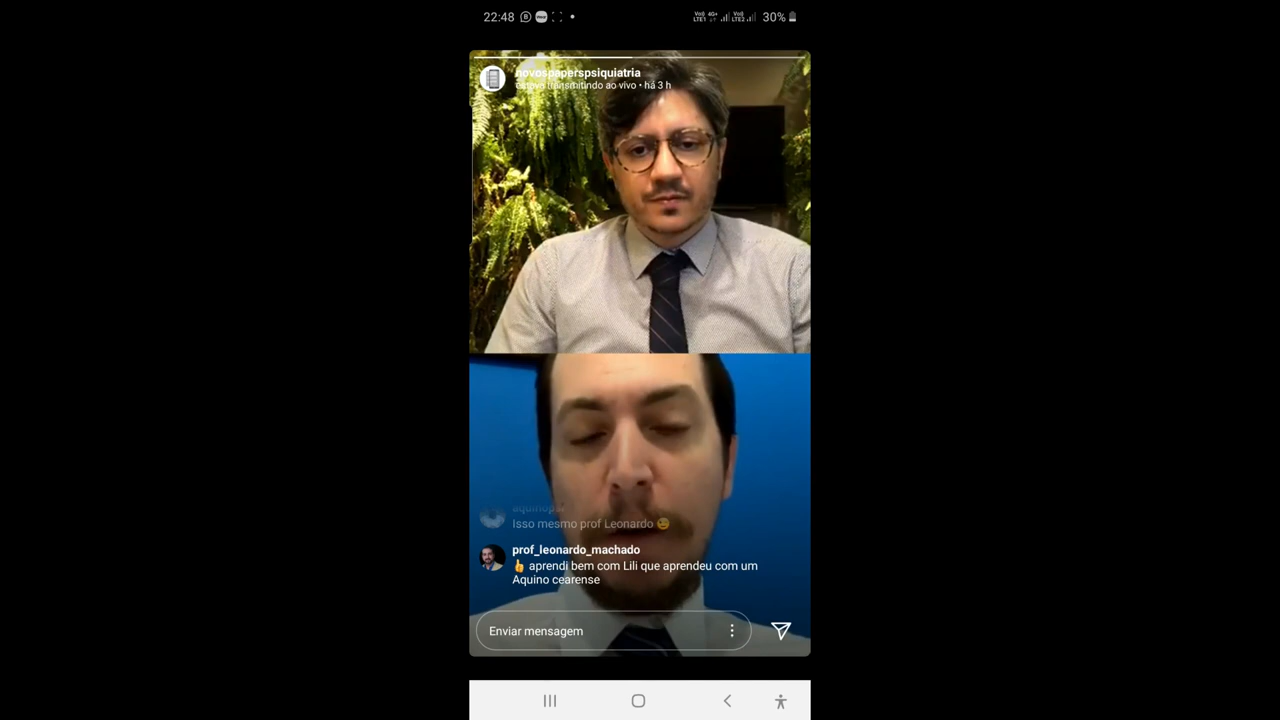 22:48
30%
novospaperspsiquiatria
estava transmitindo ao vivo • há 3 h
Isso mesmo prof Leonardo 🧐
prof_leonardo_machado
👆 aprendi bem com Lili que aprendeu com um
Aquino cearense
Enviar mensagem